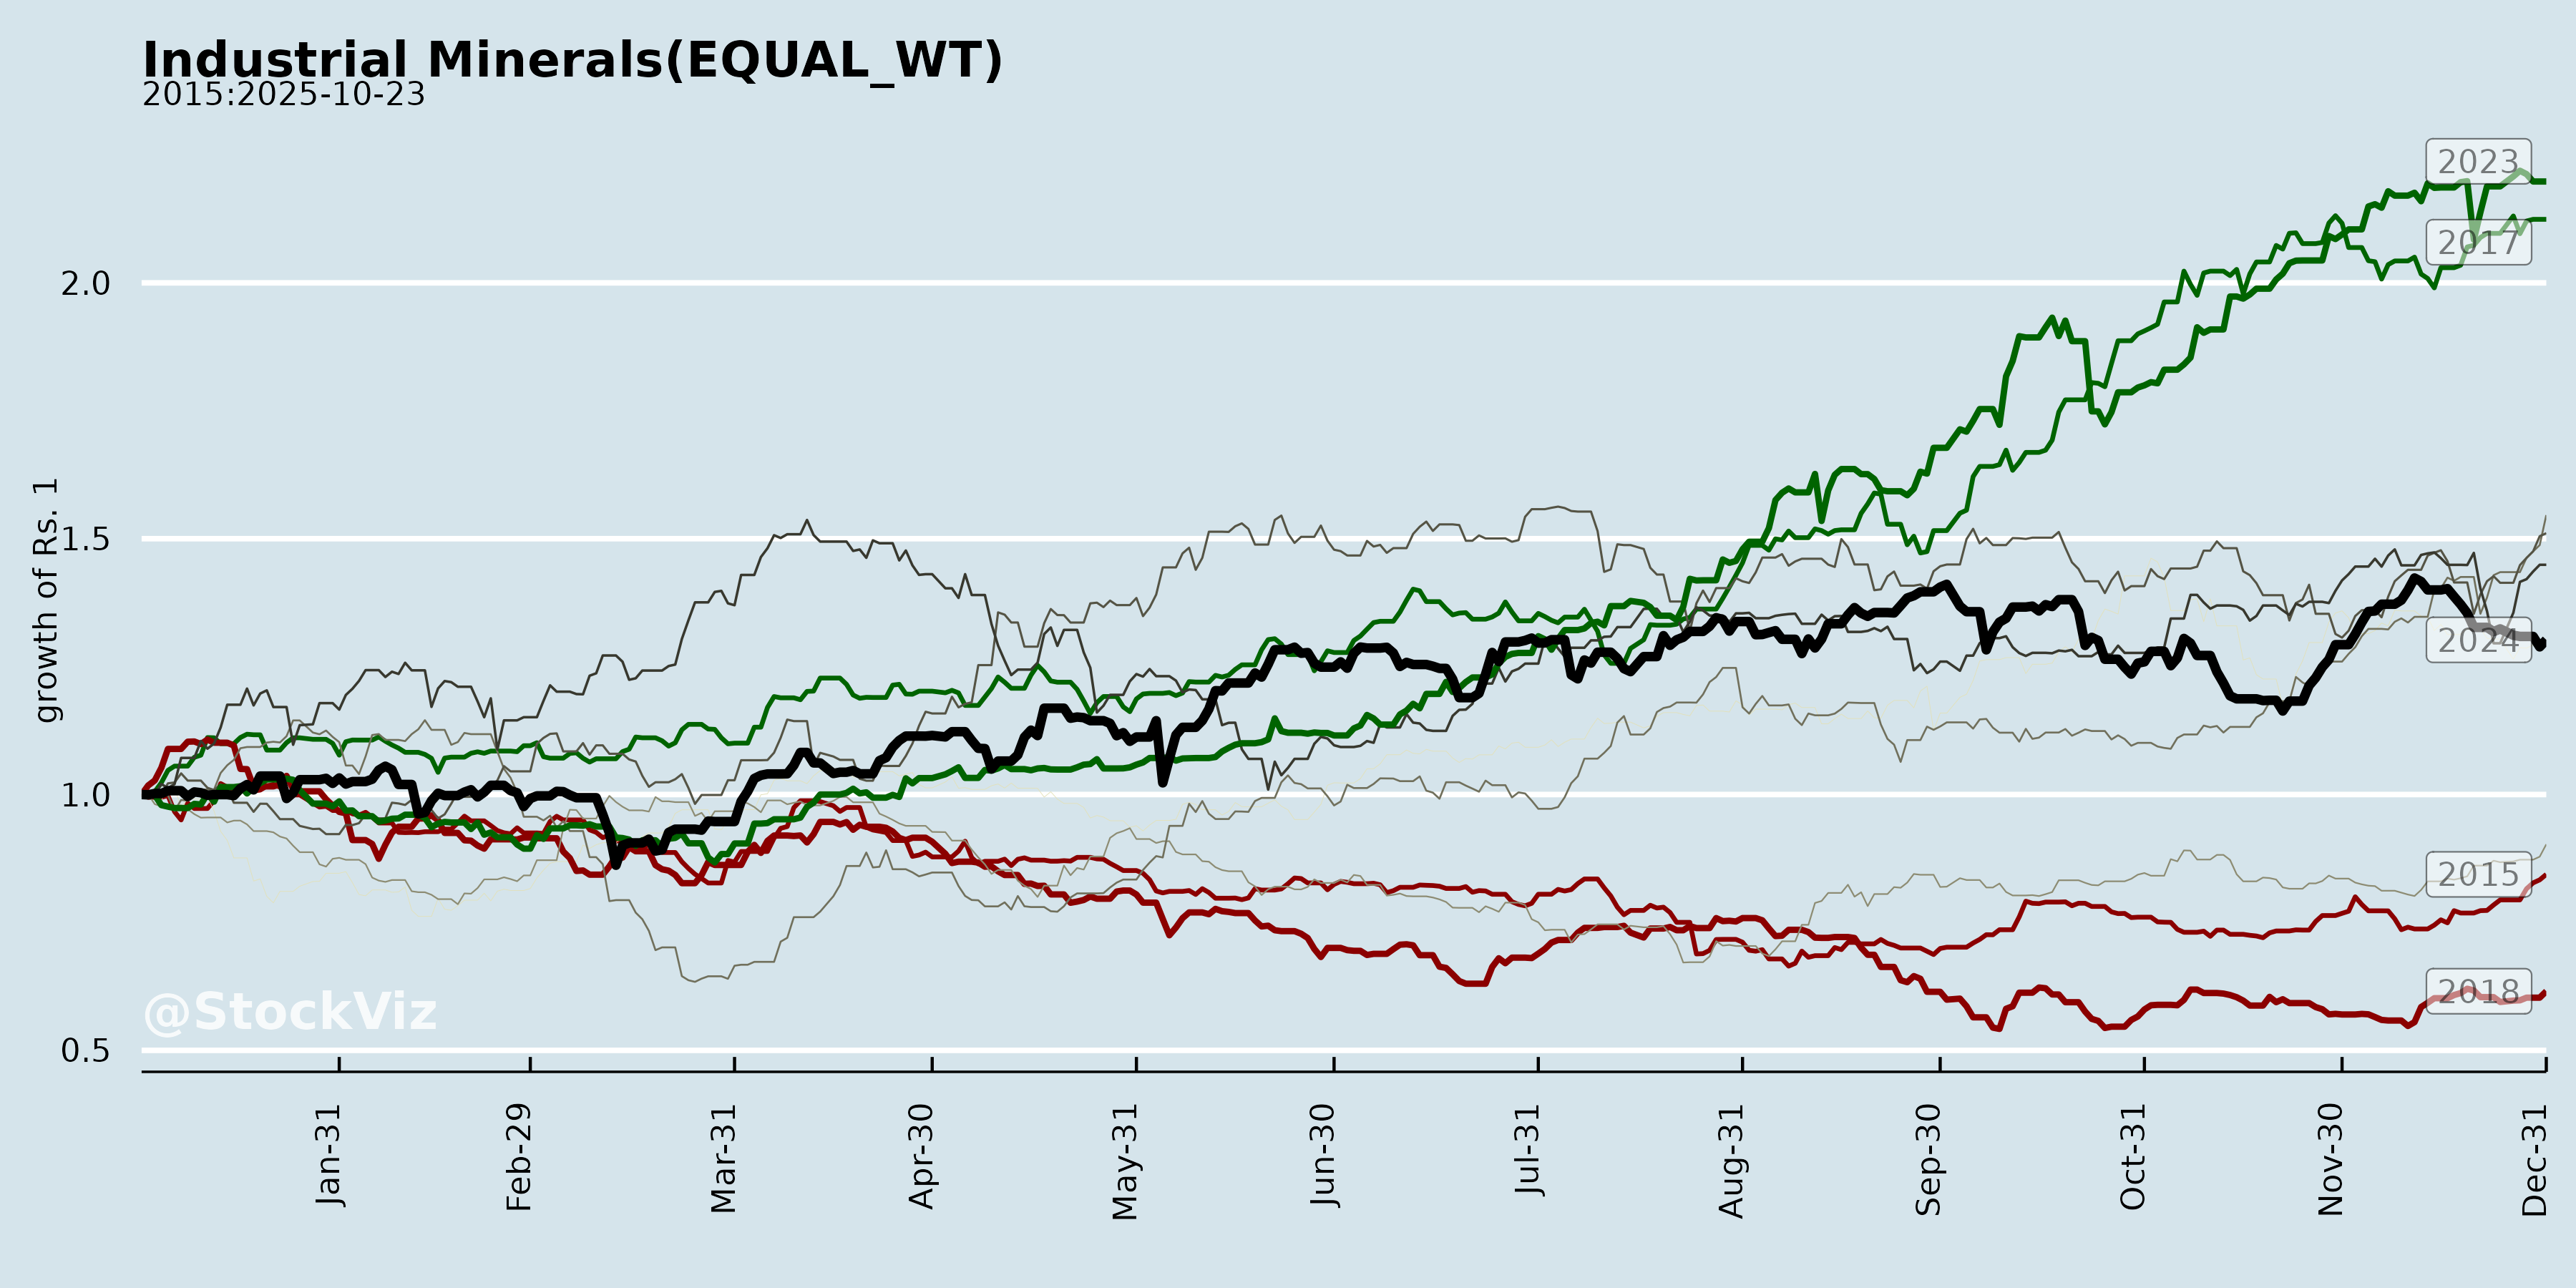 Industrial Minerals(EQUAL_WT)
2015:2025-10-23
growth of Rs. 1
2.0
1.5
1.0
0.5
2023
2017
2024
2015
2018
@StockViz
Jan-31
Feb-29
Mar-31
Apr-30
May-31
Jun-30
Jul-31
Aug-31
Sep-30
Oct-31
Nov-30
Dec-31